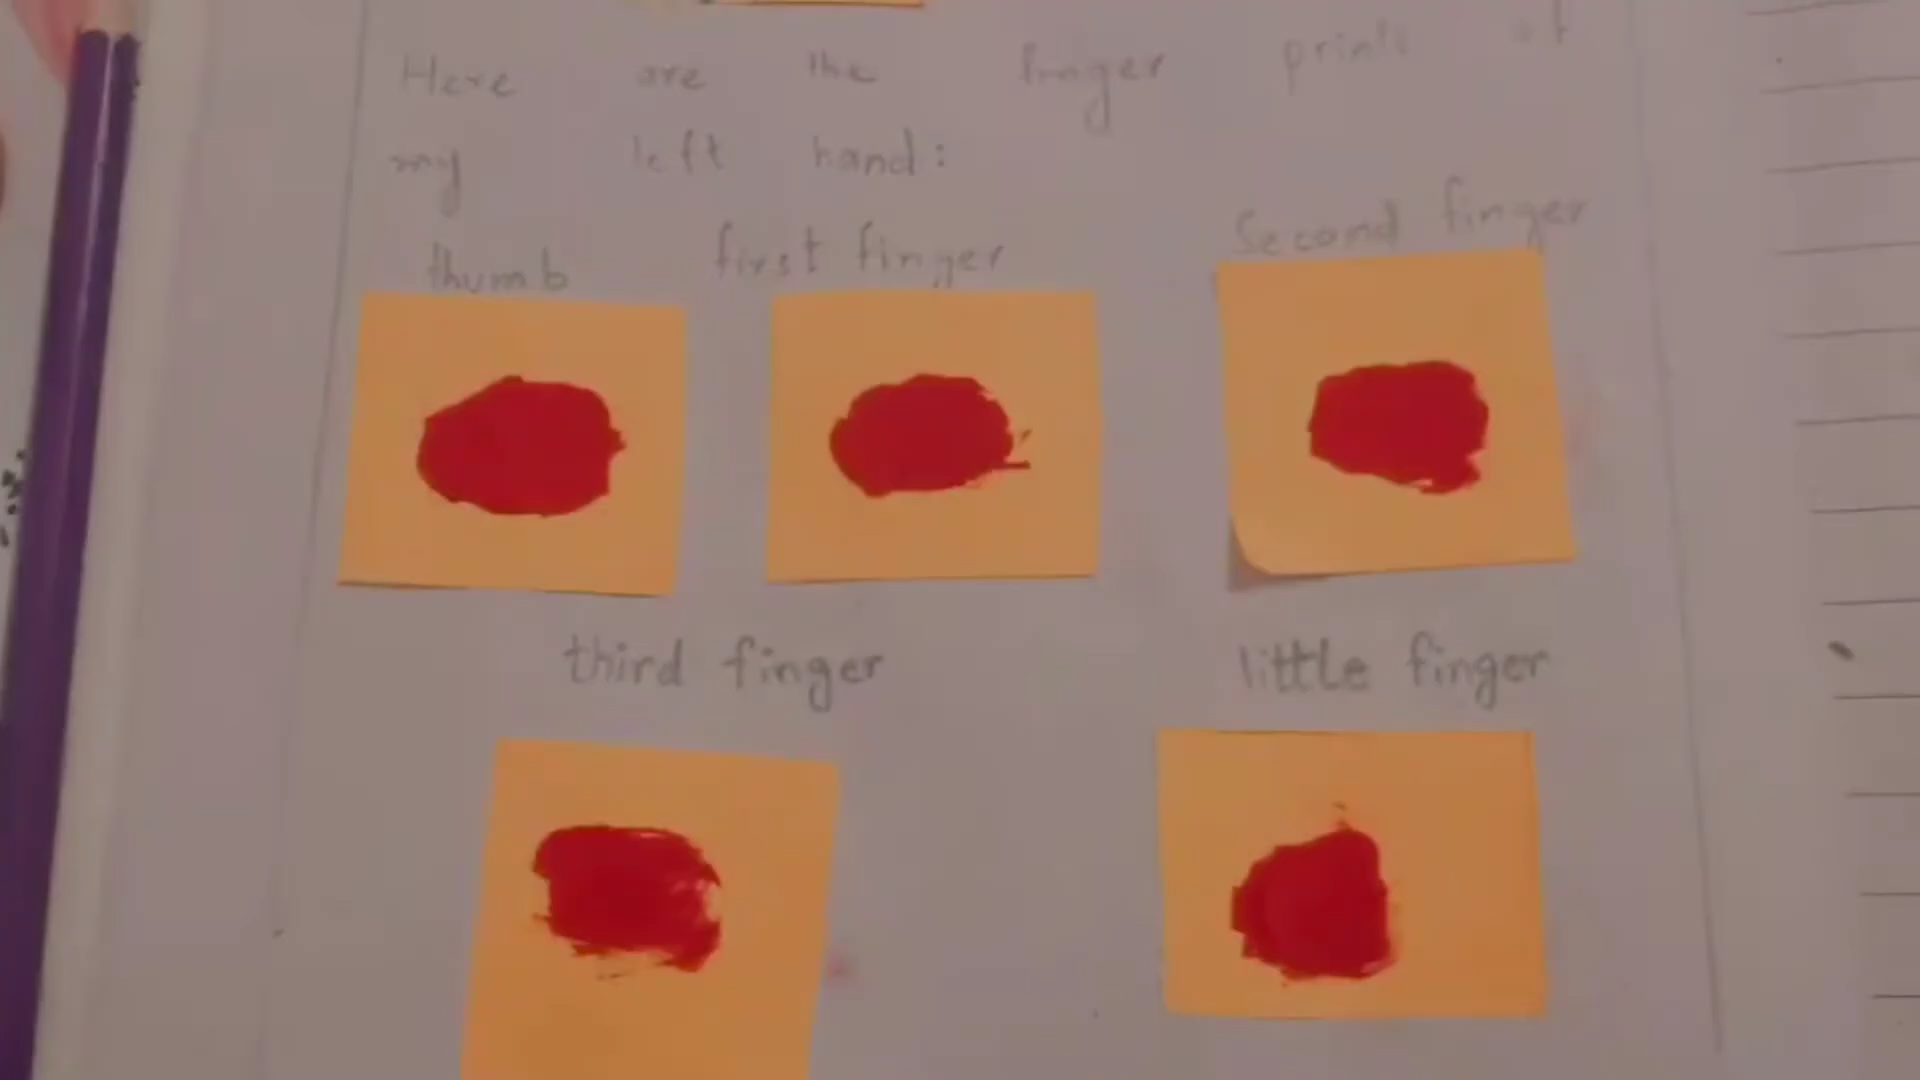 Here are the finger prints of
my left hand:
thumb first finger second finger
third finger little finger